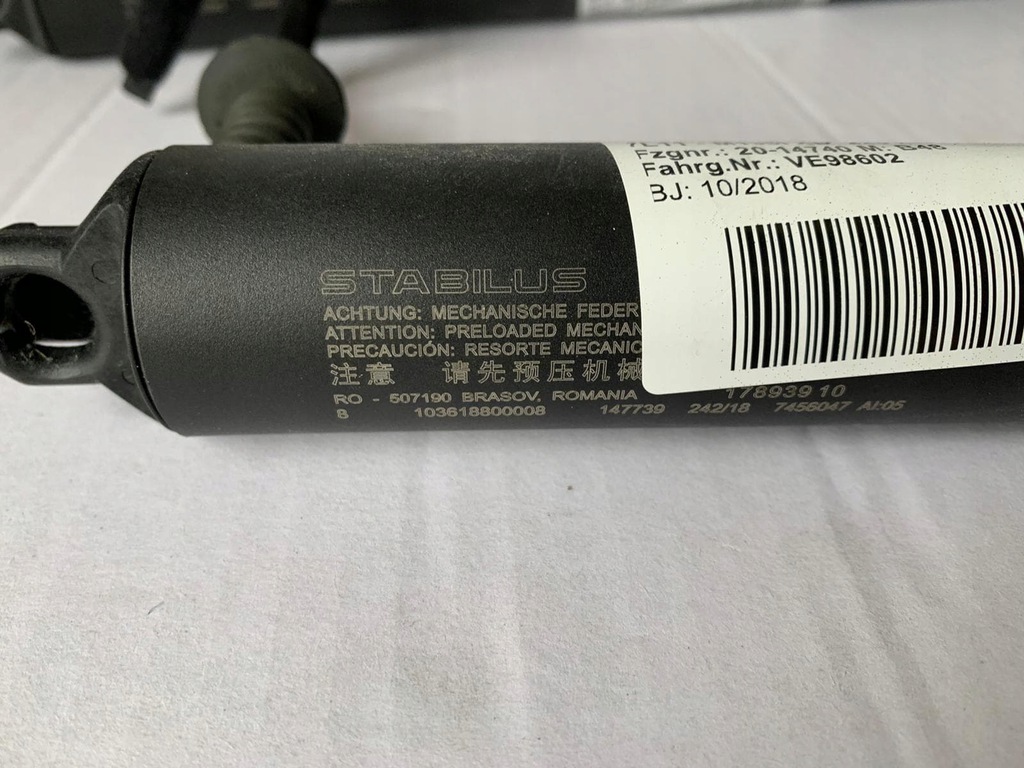 Fzgnr.: 20-14740 M: B48
Fahrg.Nr.: VE98602
BJ: 10/2018
STABILUS
ACHTUNG: MECHANISCHE FEDER
ATTENTION: PRELOADED MECHAN
PRECAUCIÓN: RESORTE MECANIC
注意 请先预压机械
RO - 507190 BRASOV, ROMANIA 17893910
8 103618800008 147739 242/18 7456047 AI:05